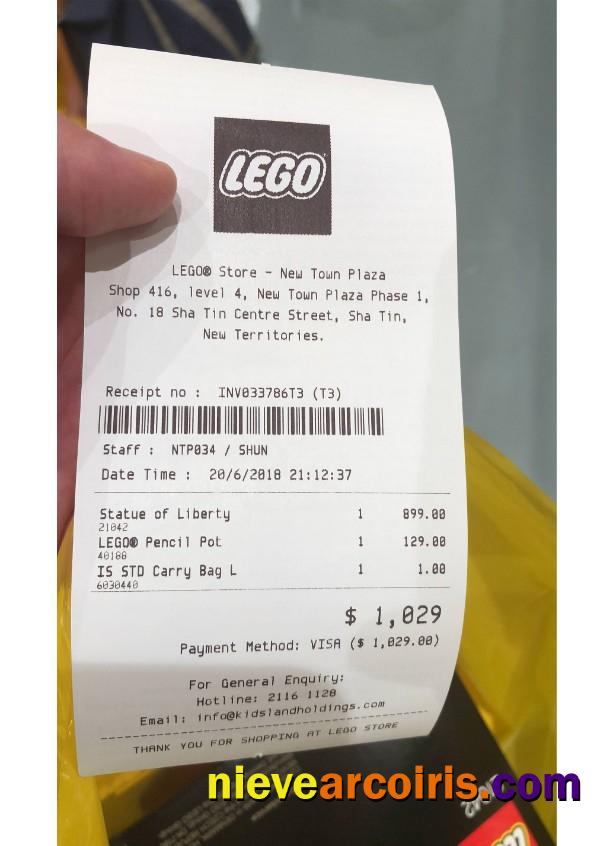 LEGO
LEGO® Store - New Town Plaza
Shop 416, level 4, New Town Plaza Phase 1,
No. 18 Sha Tin Centre Street, Sha Tin,
New Territories.
Receipt no : INV033786T3 (T3)
Staff : NTP034 / SHUN
Date Time : 20/6/2018 21:12:37
Statue of Liberty 1 899.00
21042
LEGO® Pencil Pot 1 129.00
40188
IS STD Carry Bag L 1 1.00
6030440
$ 1,029
Payment Method: VISA ($ 1,029.00)
For General Enquiry:
Hotline: 2116 1128
Email: info@kidslandholdings.com
THANK YOU FOR SHOPPING AT LEGO STORE
nievearcoiris.com
21042